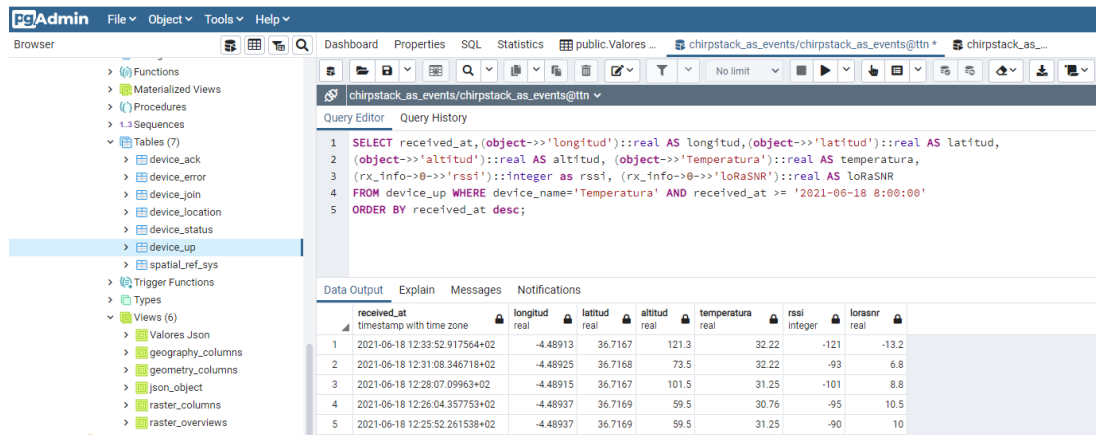 pgAdmin File Object Tools Help
Browser
Dashboard Properties SQL Statistics public.Valores ... chirpstack_as_events/chirpstack_as_events@ttn * chirpstack_as_...
No limit
chirpstack_as_events/chirpstack_as_events@ttn
Query Editor Query History
(≡) Functions
Materialized Views
( ) Procedures
1..3 Sequences
Tables (7)
device_ack
device_error
device_join
device_location
device_status
device_up
spatial_ref_sys
Trigger Functions
Types
Views (6)
Valores Json
geography_columns
geometry_columns
json_object
raster_columns
raster_overviews
1 SELECT received_at,(object->>'longitud')::real AS longitud,(object->>'latitud')::real AS latitud,
2 (object->>'altitud')::real AS altitud, (object->>'Temperatura')::real AS temperatura,
3 (rx_info->0->>'rssi')::integer as rssi, (rx_info->0->>'loRaSNR')::real AS loRaSNR
4 FROM device_up WHERE device_name='Temperatura' AND received_at >= '2021-06-18 8:00:00'
5 ORDER BY received_at desc;
Data Output Explain Messages Notifications
received_at longitud latitud altitud temperatura rssi lorasnr
timestamp with time zone real real real real integer real
1 2021-06-18 12:33:52.917564+02 -4.48913 36.7167 121.3 32.22 -121 -13.2
2 2021-06-18 12:31:08.346718+02 -4.48925 36.7168 73.5 32.22 -93 6.8
3 2021-06-18 12:28:07.09963+02 -4.48915 36.7167 101.5 31.25 -101 8.8
4 2021-06-18 12:26:04.357753+02 -4.48937 36.7169 59.5 30.76 -95 10.5
5 2021-06-18 12:25:52.261538+02 -4.48937 36.7169 59.5 31.25 -90 10